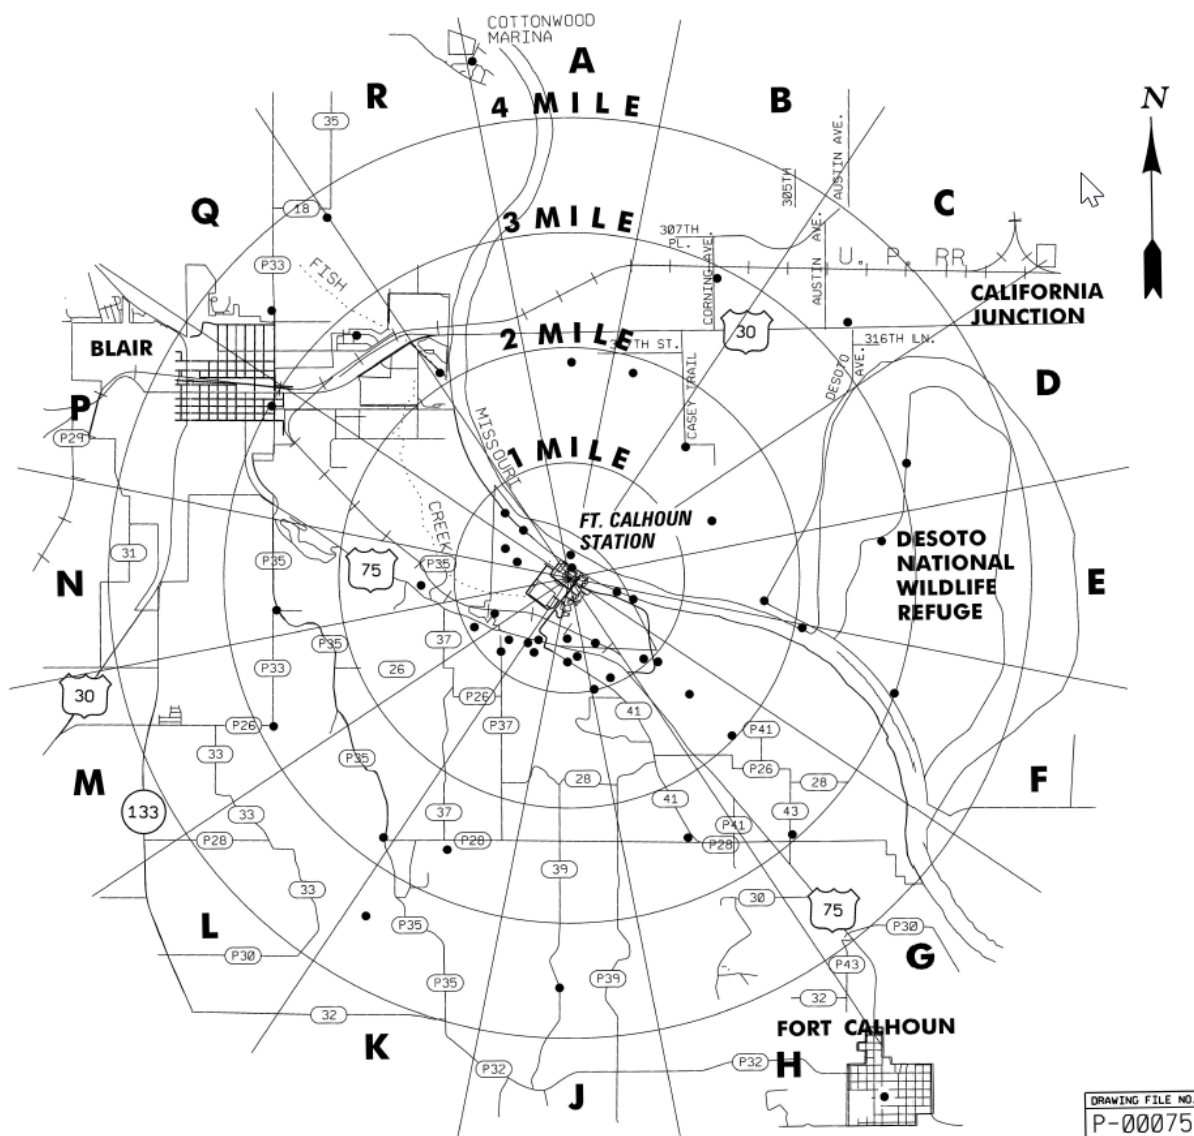 COTTONWOOD
MARINA
A
R
B
4 MILE
N
35
AUSTIN AVE.
305TH
C
Q
18
3 MILE
307TH
PL.
AUSTIN AVE.
U. P. RR
P33
FISH
CORNING AVE.
CALIFORNIA
JUNCTION
30
2 MILE
TH ST.
316TH LN.
BLAIR
DESOTO
AVE.
CASEY TRAIL
D
P
P29
MISSOURI
1 MILE
CREEK
FT. CALHOUN
STATION
DESOTO
NATIONAL
WILDLIFE
REFUGE
31
P35
75
P35
N
E
P35
37
P33
26
30
P26
P37
41
P26
33
P35
P41
P26
M
28
28
F
133
33
37
41
43
P41
P28
P28
P28
39
33
30
75
L
P35
P30
P30
G
P35
P39
P43
32
32
FORT CALHOUN
K
P32
P32
H
J
DRAWING FILE NO.
P-00075